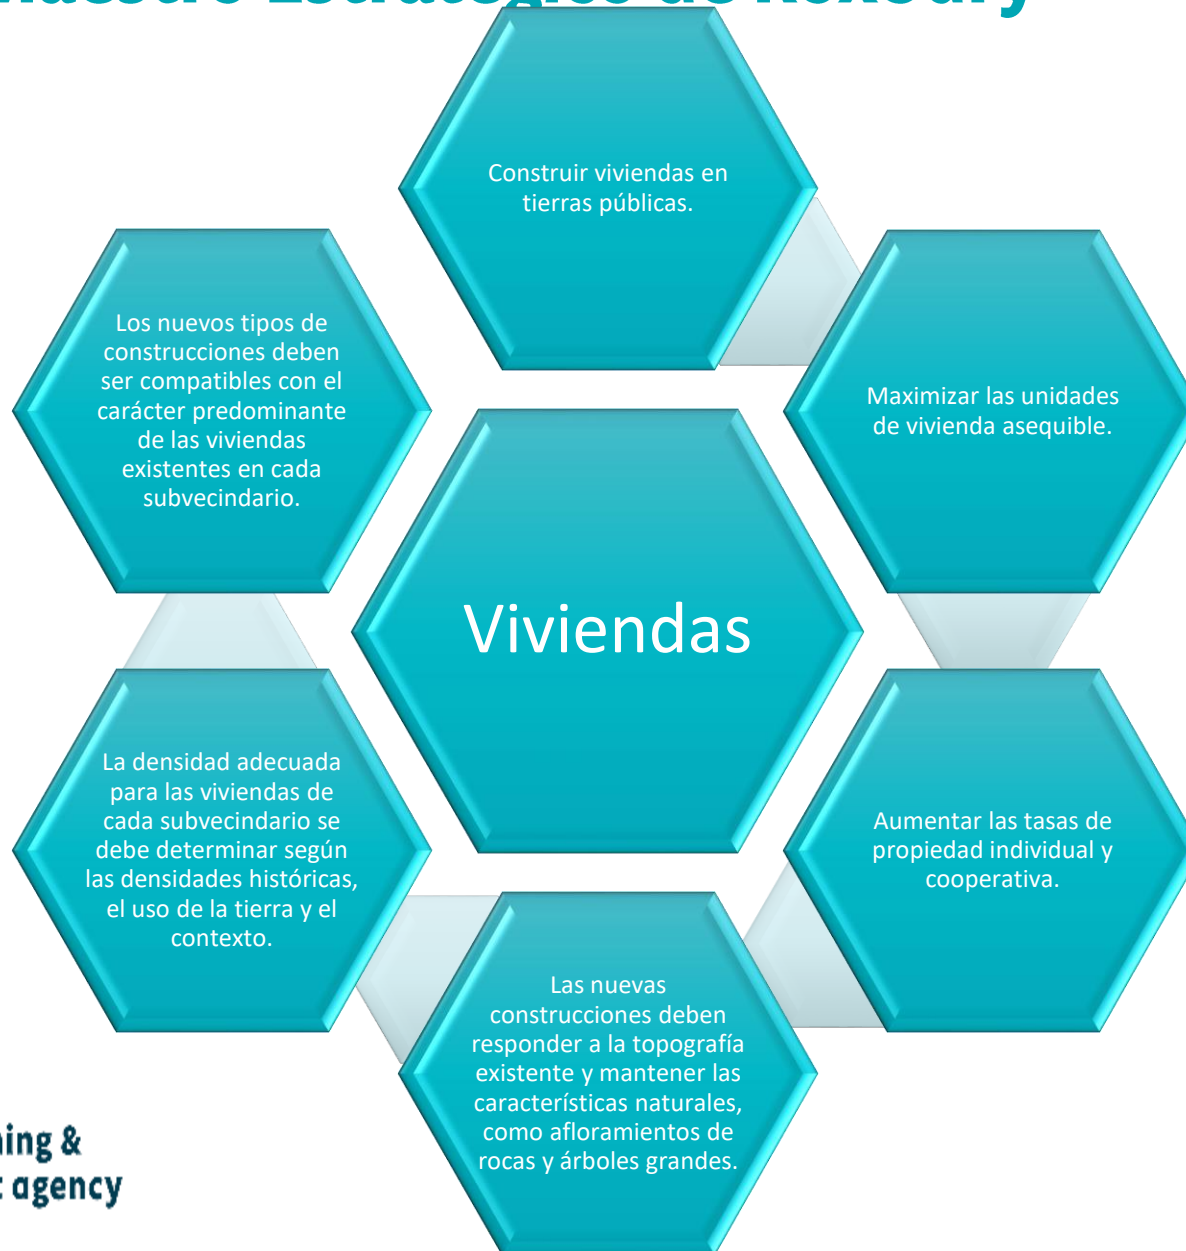 Estratégico de Roxbury
Construir viviendas en
tierras públicas.
Maximizar las unidades
de vivienda asequible.
Aumentar las tasas de
propiedad individual y
cooperativa.
Las nuevas
construcciones deben
responder a la topografía
existente y mantener las
características naturales,
como afloramientos de
rocas y árboles grandes.
La densidad adecuada
para las viviendas de
cada subvecindario se
debe determinar según
las densidades históricas,
el uso de la tierra y el
contexto.
Los nuevos tipos de
construcciones deben
ser compatibles con el
carácter predominante
de las viviendas
existentes en cada
subvecindario.
Viviendas
&
agency